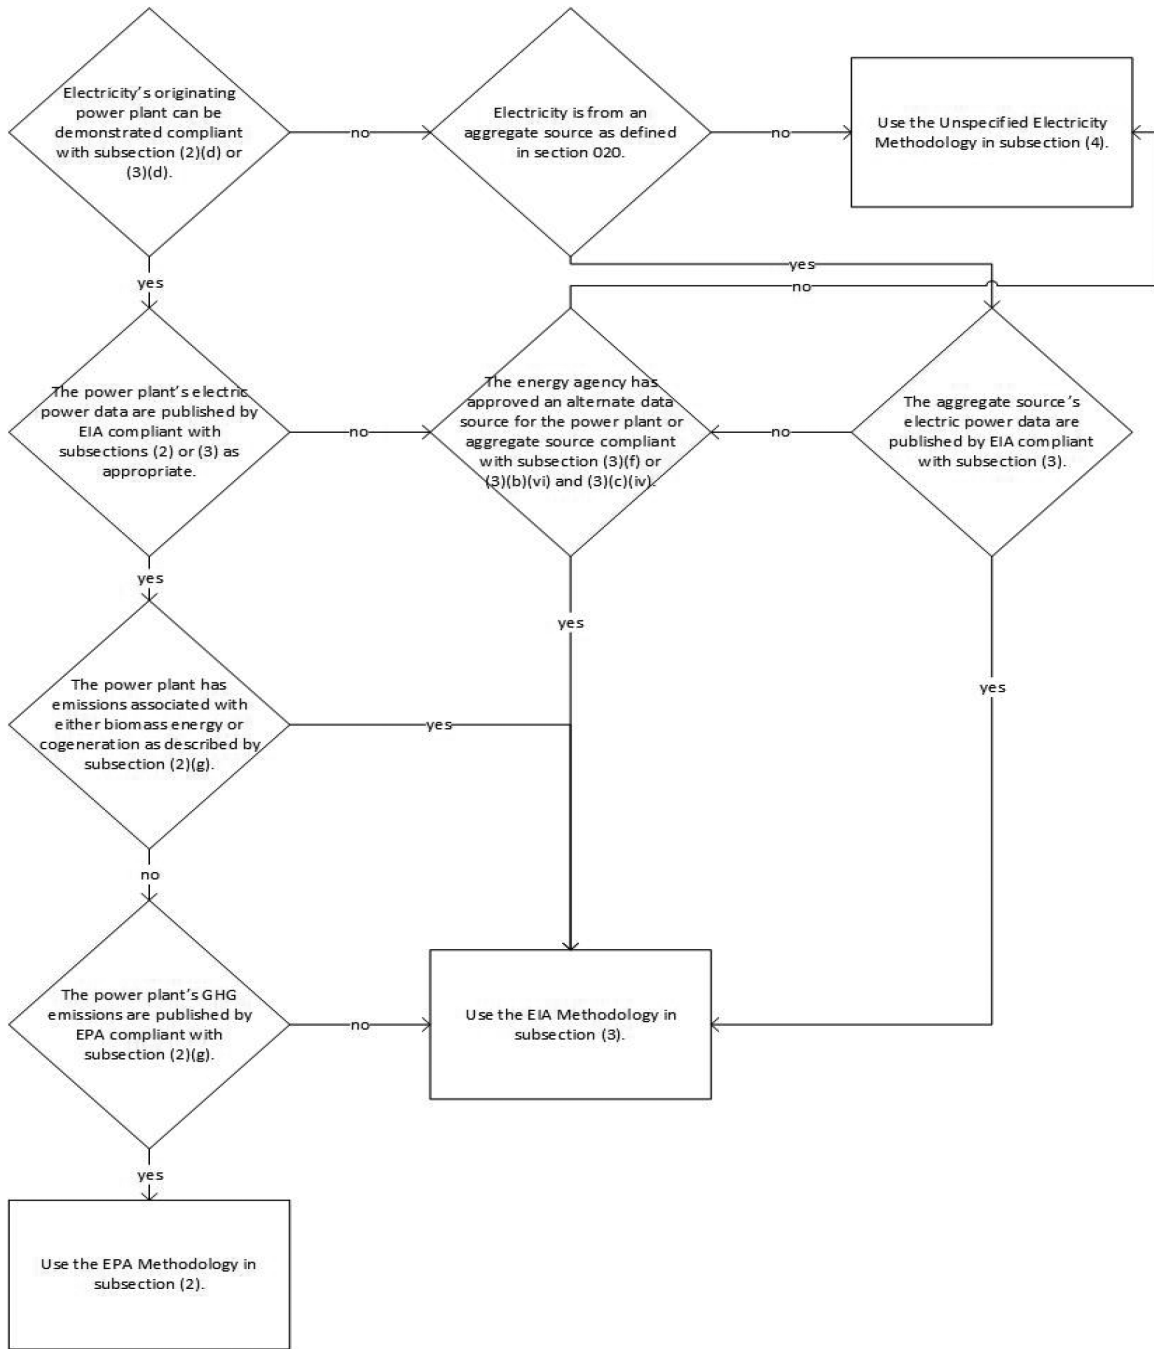 Electricity's originating
power plant can be
demonstrated compliant
with subsection (2)(d) or
(3)(d).
no
Electricity is from an
aggregate source as defined
in section 020.
no
Use the Unspecified Electricity
Methodology in subsection (4).
yes
yes
no
The power plant's electric
power data are published by
EIA compliant with
subsections (2) or (3) as
appropriate.
no
The energy agency has
approved an alternate data
source for the power plant or
aggregate source compliant
with subsection (3)(f) or
(3)(b)(vi) and (3)(c)(iv).
no
The aggregate source's
electric power data are
published by EIA compliant
with subsection (3).
yes
yes
yes
The power plant has
emissions associated with
either biomass energy or
cogeneration as described by
subsection (2)(g).
yes
no
The power plant's GHG
emissions are published by
EPA compliant with
subsection (2)(g).
no
Use the EIA Methodology in
subsection (3).
yes
Use the EPA Methodology in
subsection (2).